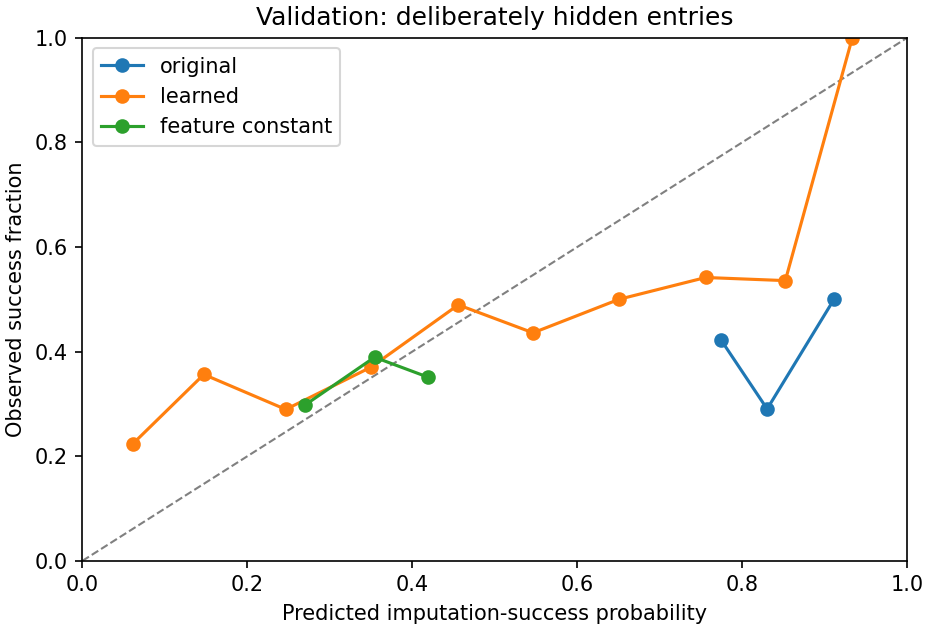 Validation: deliberately hidden entries
original
learned
feature constant
1.0
0.8
0.6
0.4
0.2
0.0
Observed success fraction
0.0 0.2 0.4 0.6 0.8 1.0
Predicted imputation-success probability